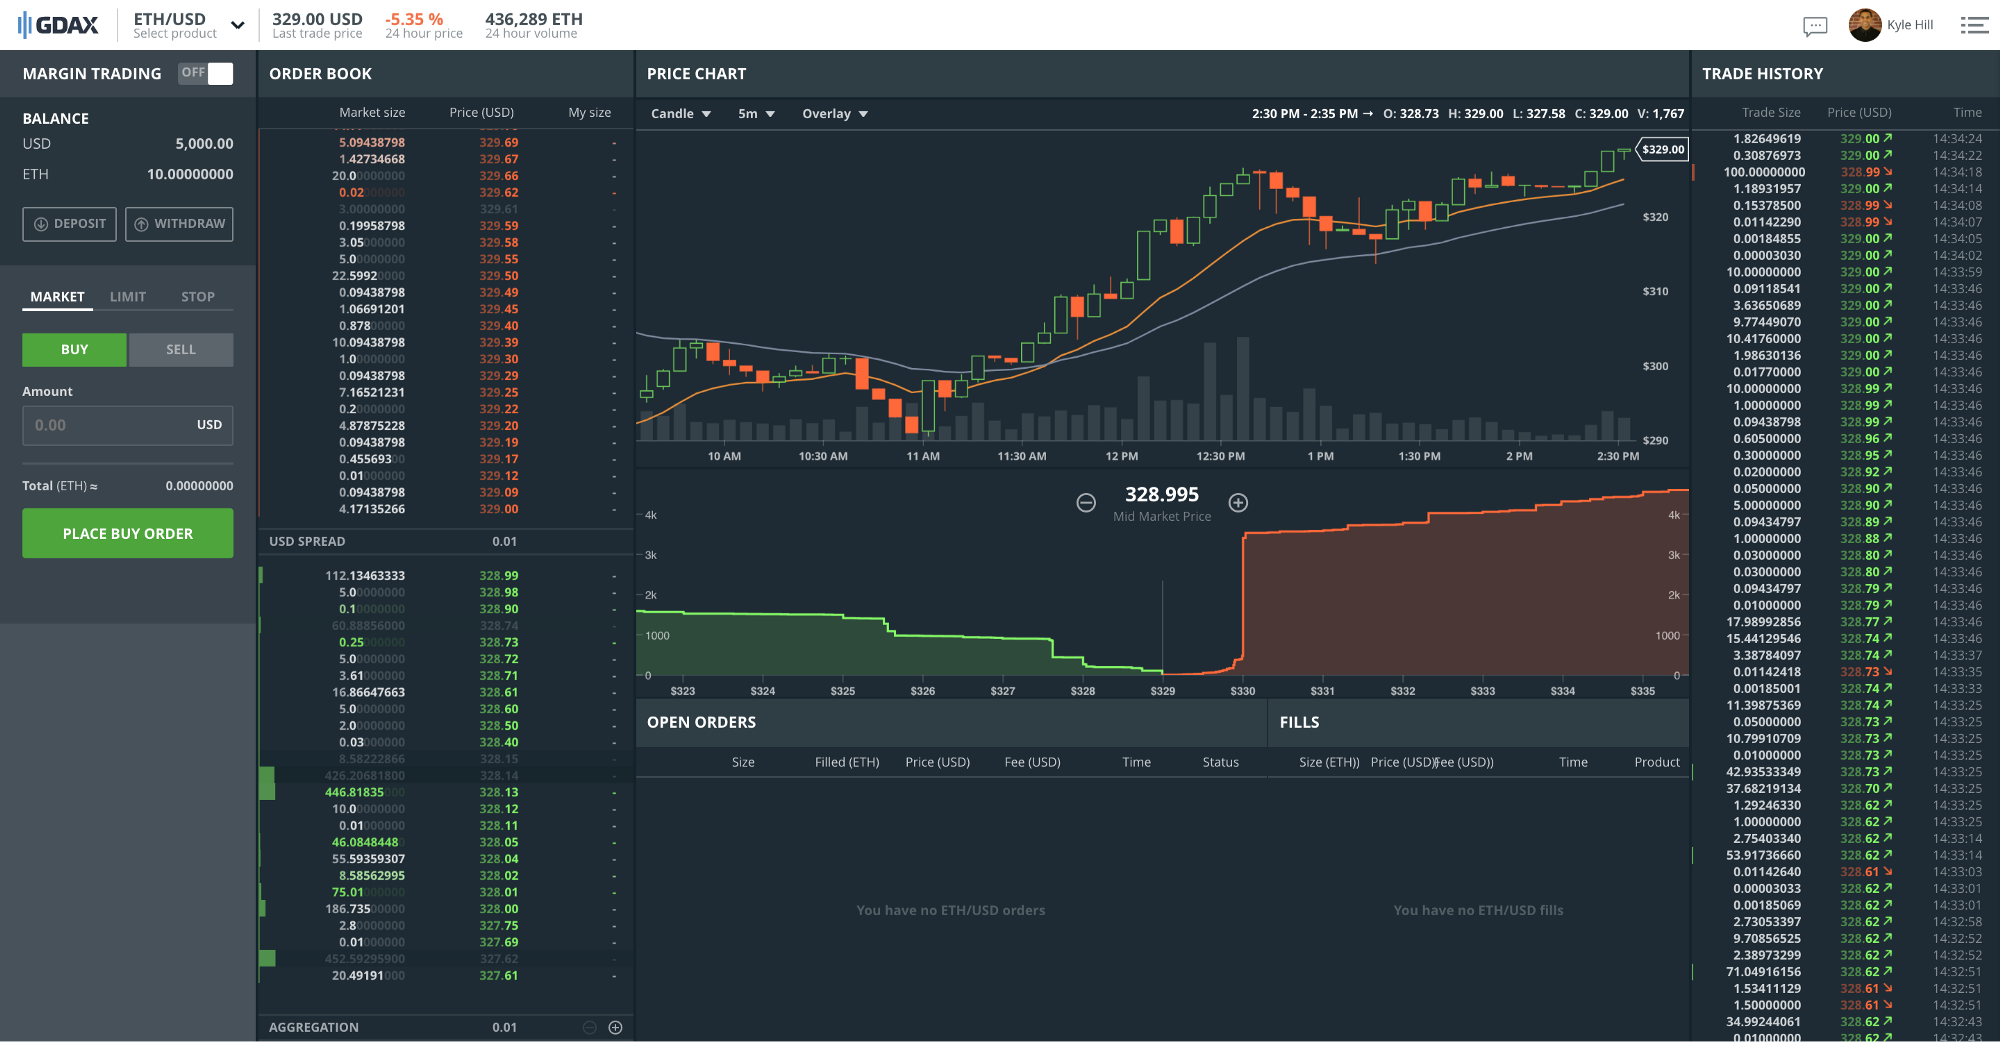 GDAX
ETH/USD
Select product
329.00 USD
Last trade price
-5.35 %
24 hour price
436,289 ETH
24 hour volume
Kyle Hill
MARGIN TRADING OFF
BALANCE
USD 5,000.00
ETH 10.00000000
DEPOSIT WITHDRAW
MARKET LIMIT STOP
BUY SELL
Amount
0.00 USD
Total (ETH) ≈ 0.00000000
PLACE BUY ORDER
ORDER BOOK
Market size Price (USD) My size
5.09438798 329.69 -
1.42734668 329.67 -
20.00000000 329.66 -
0.02000000 329.62 -
3.00000000 329.61 -
0.19958798 329.59 -
3.05000000 329.58 -
5.00000000 329.55 -
22.59920000 329.50 -
0.09438798 329.49 -
1.06691201 329.45 -
0.87800000 329.40 -
10.09438798 329.39 -
1.00000000 329.30 -
0.09438798 329.29 -
7.16521231 329.25 -
0.20000000 329.22 -
4.87875228 329.20 -
0.09438798 329.19 -
0.45569300 329.17 -
0.01000000 329.12 -
0.09438798 329.09 -
4.17135266 329.00 -
USD SPREAD 0.01
112.13463333 328.99 -
5.00000000 328.98 -
0.10000000 328.90 -
60.88856000 328.74 -
0.25000000 328.73 -
5.00000000 328.72 -
3.61000000 328.71 -
16.86647663 328.61 -
5.00000000 328.60 -
2.00000000 328.50 -
0.03000000 328.40 -
8.58222866 328.15 -
426.20681800 328.14 -
446.81835000 328.13 -
10.00000000 328.12 -
0.01000000 328.11 -
46.08484480 328.05 -
55.59359307 328.04 -
8.58562995 328.02 -
75.01000000 328.01 -
186.73500000 328.00 -
2.80000000 327.75 -
0.01000000 327.69 -
452.59295900 327.62 -
20.49191000 327.61 -
AGGREGATION 0.01
PRICE CHART
Candle 5m Overlay
2:30 PM - 2:35 PM → O: 328.73 H: 329.00 L: 327.58 C: 329.00 V: 1,767
$329.00
$320
$310
$300
$290
10 AM 10:30 AM 11 AM 11:30 AM 12 PM 12:30 PM 1 PM 1:30 PM 2 PM 2:30 PM
328.995
Mid Market Price
4k 4k
3k 3k
2k 2k
1000 1000
0 0
$323 $324 $325 $326 $327 $328 $329 $330 $331 $332 $333 $334 $335
OPEN ORDERS
Size Filled (ETH) Price (USD) Fee (USD) Time Status
You have no ETH/USD orders
FILLS
Size (ETH)) Price (USD)) Fee (USD)) Time Product
You have no ETH/USD fills
TRADE HISTORY
Trade Size Price (USD) Time
1.82649619 329.00 ↗ 14:34:24
0.30876973 329.00 ↗ 14:34:22
100.00000000 328.99 ↘ 14:34:18
1.18931957 329.00 ↗ 14:34:14
0.15378500 328.99 ↘ 14:34:08
0.01142290 328.99 ↘ 14:34:07
0.00184855 329.00 ↗ 14:34:05
0.00003030 329.00 ↗ 14:34:02
10.00000000 329.00 ↗ 14:33:59
0.09118541 329.00 ↗ 14:33:46
3.63650689 329.00 ↗ 14:33:46
9.77449070 329.00 ↗ 14:33:46
10.41760000 329.00 ↗ 14:33:46
1.98630136 329.00 ↗ 14:33:46
0.01770000 329.00 ↗ 14:33:46
10.00000000 328.99 ↗ 14:33:46
1.00000000 328.99 ↗ 14:33:46
0.09438798 328.99 ↗ 14:33:46
0.60500000 328.96 ↗ 14:33:46
0.30000000 328.95 ↗ 14:33:46
0.02000000 328.92 ↗ 14:33:46
0.05000000 328.90 ↗ 14:33:46
5.00000000 328.90 ↗ 14:33:46
0.09434797 328.89 ↗ 14:33:46
1.00000000 328.88 ↗ 14:33:46
0.03000000 328.80 ↗ 14:33:46
0.03000000 328.80 ↗ 14:33:46
0.09434797 328.79 ↗ 14:33:46
0.01000000 328.79 ↗ 14:33:46
17.98992856 328.77 ↗ 14:33:46
15.44129546 328.74 ↗ 14:33:46
3.38784097 328.74 ↗ 14:33:37
0.01142418 328.73 ↘ 14:33:35
0.00185001 328.74 ↗ 14:33:33
11.39875369 328.74 ↗ 14:33:25
0.05000000 328.73 ↗ 14:33:25
10.79910709 328.73 ↗ 14:33:25
0.01000000 328.73 ↗ 14:33:25
42.93533349 328.73 ↗ 14:33:25
37.68219134 328.70 ↗ 14:33:25
1.29246330 328.62 ↗ 14:33:25
1.00000000 328.62 ↗ 14:33:25
2.75403340 328.62 ↗ 14:33:14
53.91736660 328.62 ↗ 14:33:14
0.01142640 328.61 ↘ 14:33:03
0.00003033 328.62 ↗ 14:33:01
0.00185069 328.62 ↗ 14:33:01
2.73053397 328.62 ↗ 14:32:58
9.70856525 328.62 ↗ 14:32:52
2.38973299 328.62 ↗ 14:32:52
71.04916156 328.62 ↗ 14:32:51
1.53411129 328.61 ↘ 14:32:51
1.50000000 328.61 ↘ 14:32:51
34.99244061 328.62 ↗ 14:32:43
0.01000000 328.62 ↗ 14:32:43